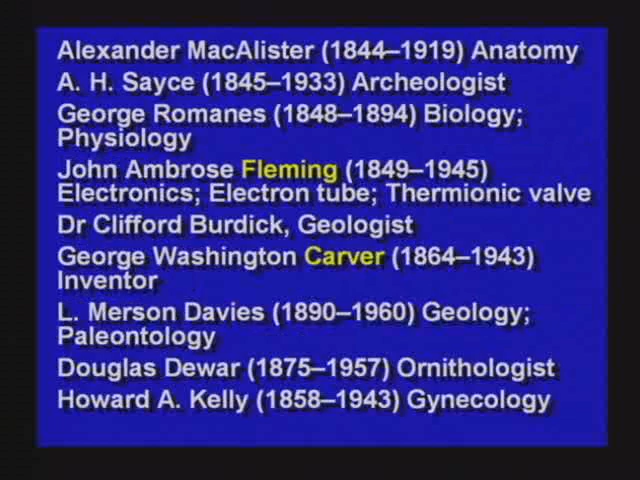 Alexander MacAlister (1844–1919) Anatomy
A. H. Sayce (1845–1933) Archeologist
George Romanes (1848–1894) Biology;
Physiology
John Ambrose Fleming (1849–1945)
Electronics; Electron tube; Thermionic valve
Dr Clifford Burdick, Geologist
George Washington Carver (1864–1943)
Inventor
L. Merson Davies (1890–1960) Geology;
Paleontology
Douglas Dewar (1875–1957) Ornithologist
Howard A. Kelly (1858–1943) Gynecology